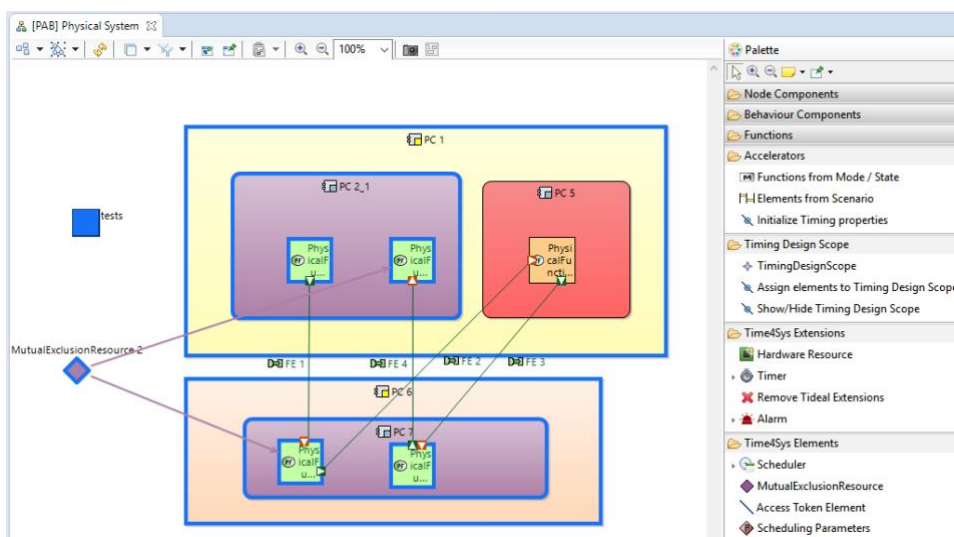 [PAB] Physical System
100%
Palette
Node Components
Behaviour Components
Functions
Accelerators
Functions from Mode / State
Elements from Scenario
Initialize Timing properties
Timing Design Scope
TimingDesignScope
Assign elements to Timing Design Scope
Show/Hide Timing Design Scope
Time4Sys Extensions
Hardware Resource
Timer
Remove Tideal Extensions
Alarm
Time4Sys Elements
Scheduler
MutualExclusionResource
Access Token Element
Scheduling Parameters
PC 1
PC 2_1
PC 5
tests
Phys
icalFu
u...
Phys
icalFu
u...
Physi
calFu
ncti...
MutualExclusionResource 2
FE 1
FE 4
FE 2
FE 3
PC 6
PC 7
Phys
icalF
u...
Phys
icalF
u...